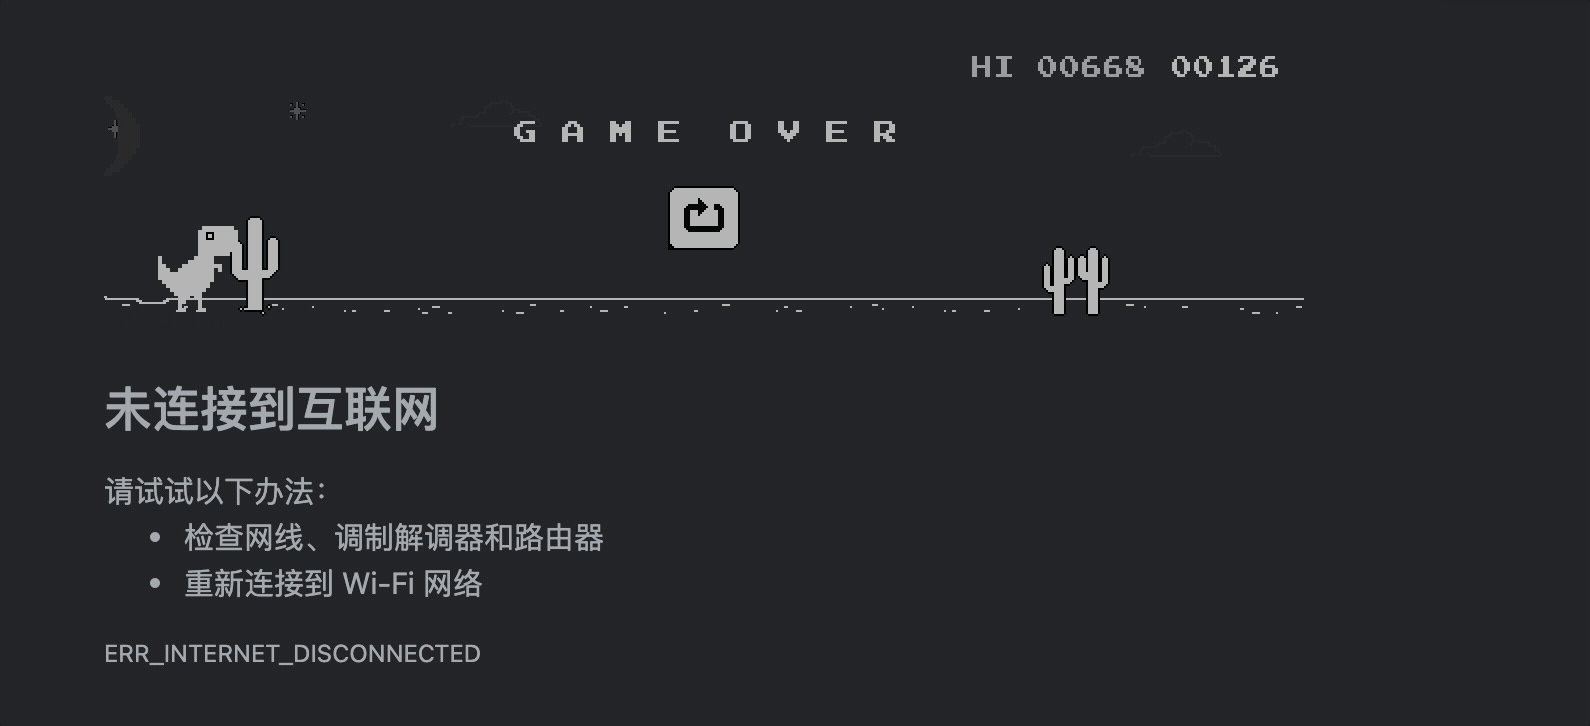 HI 00668 00126
GAME OVER
未连接到互联网
请试试以下办法：
• 检查网线、调制解调器和路由器
• 重新连接到 Wi-Fi 网络
ERR_INTERNET_DISCONNECTED